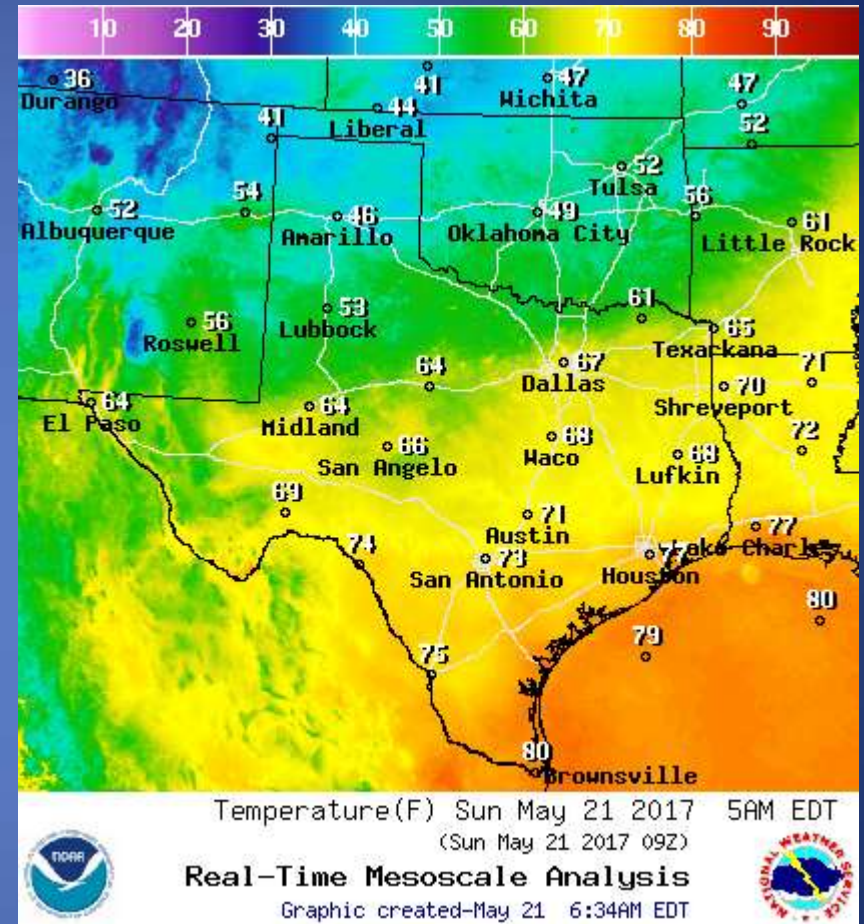 10 20 30 40 50 60 70 80 90
36 41 47
Durango Wichita 47
41 44
Liberal 52
52
Tulsa
52 54 46 49 56 61
Albuquerque Amarillo Oklahoma City Little Rock
56 53 61 65
Roswell Lubbock Texarkana
64 67 71
Dallas 70
64 64 Shreveport
El Paso Midland
66 68 68 72
San Angelo Waco Lufkin
69 71 77
Austin Lake Charles
74 73 77
San Antonio Houston
80
79
75
80
Brownsville
Temperature(F) Sun May 21 2017 5AM EDT
(Sun May 21 2017 09Z)
Real-Time Mesoscale Analysis
Graphic created-May 21 6:34AM EDT
NOAA
NATIONAL WEATHER SERVICE